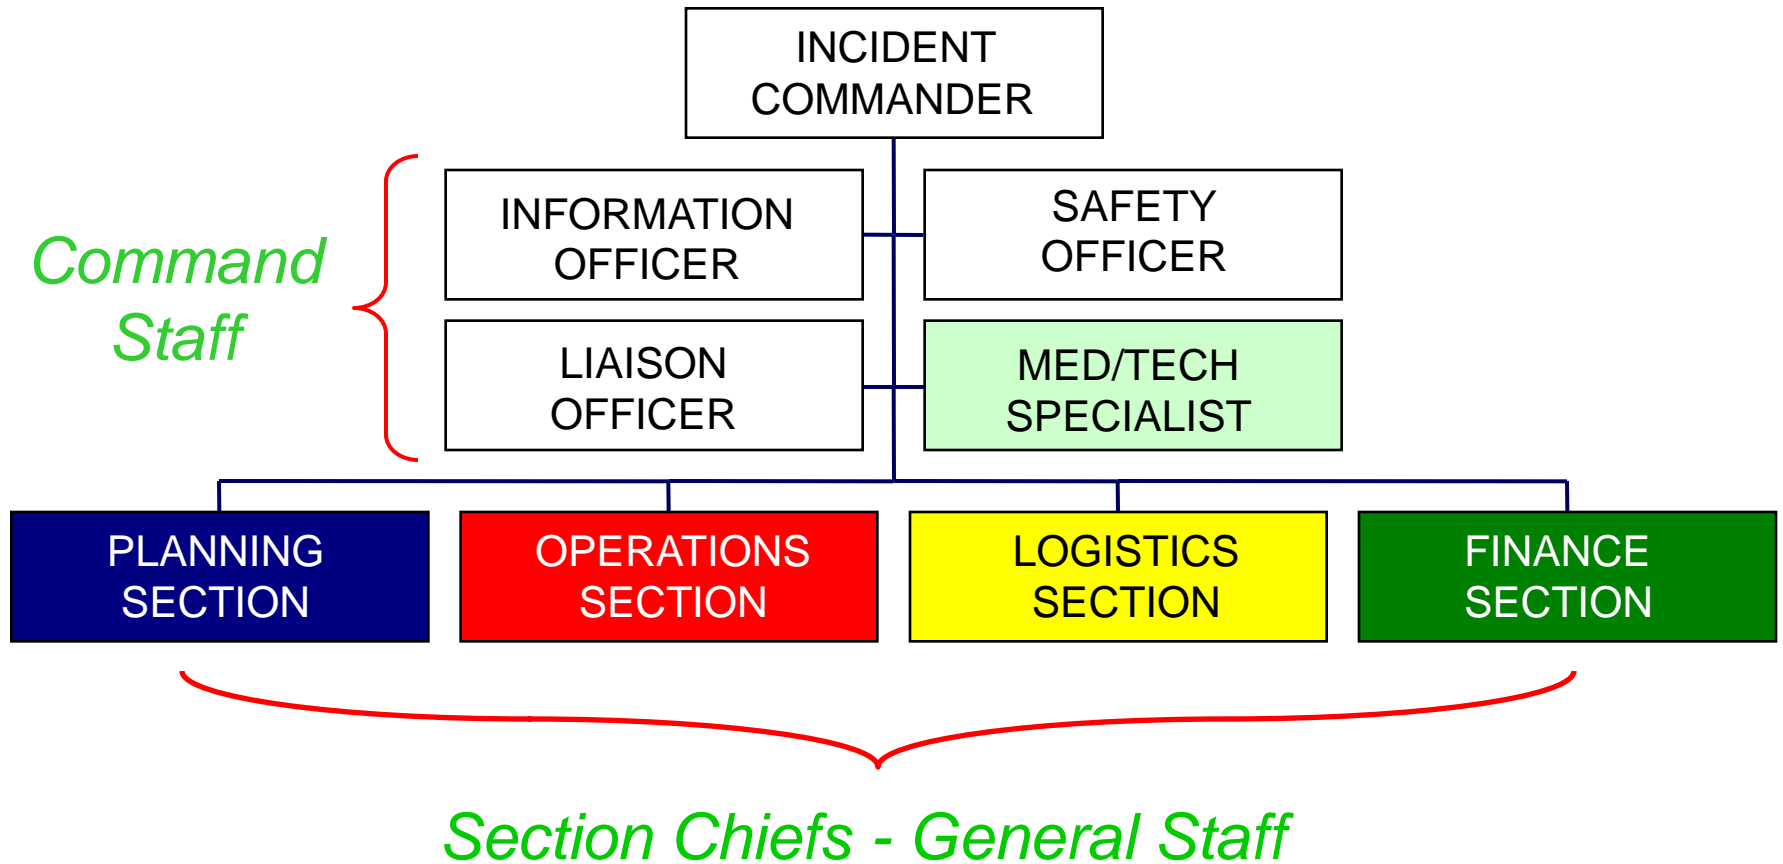 INCIDENT
COMMANDER
Command
Staff
INFORMATION
OFFICER
SAFETY
OFFICER
LIAISON
OFFICER
MED/TECH
SPECIALIST
PLANNING
SECTION
OPERATIONS
SECTION
LOGISTICS
SECTION
FINANCE
SECTION
Section Chiefs - General Staff